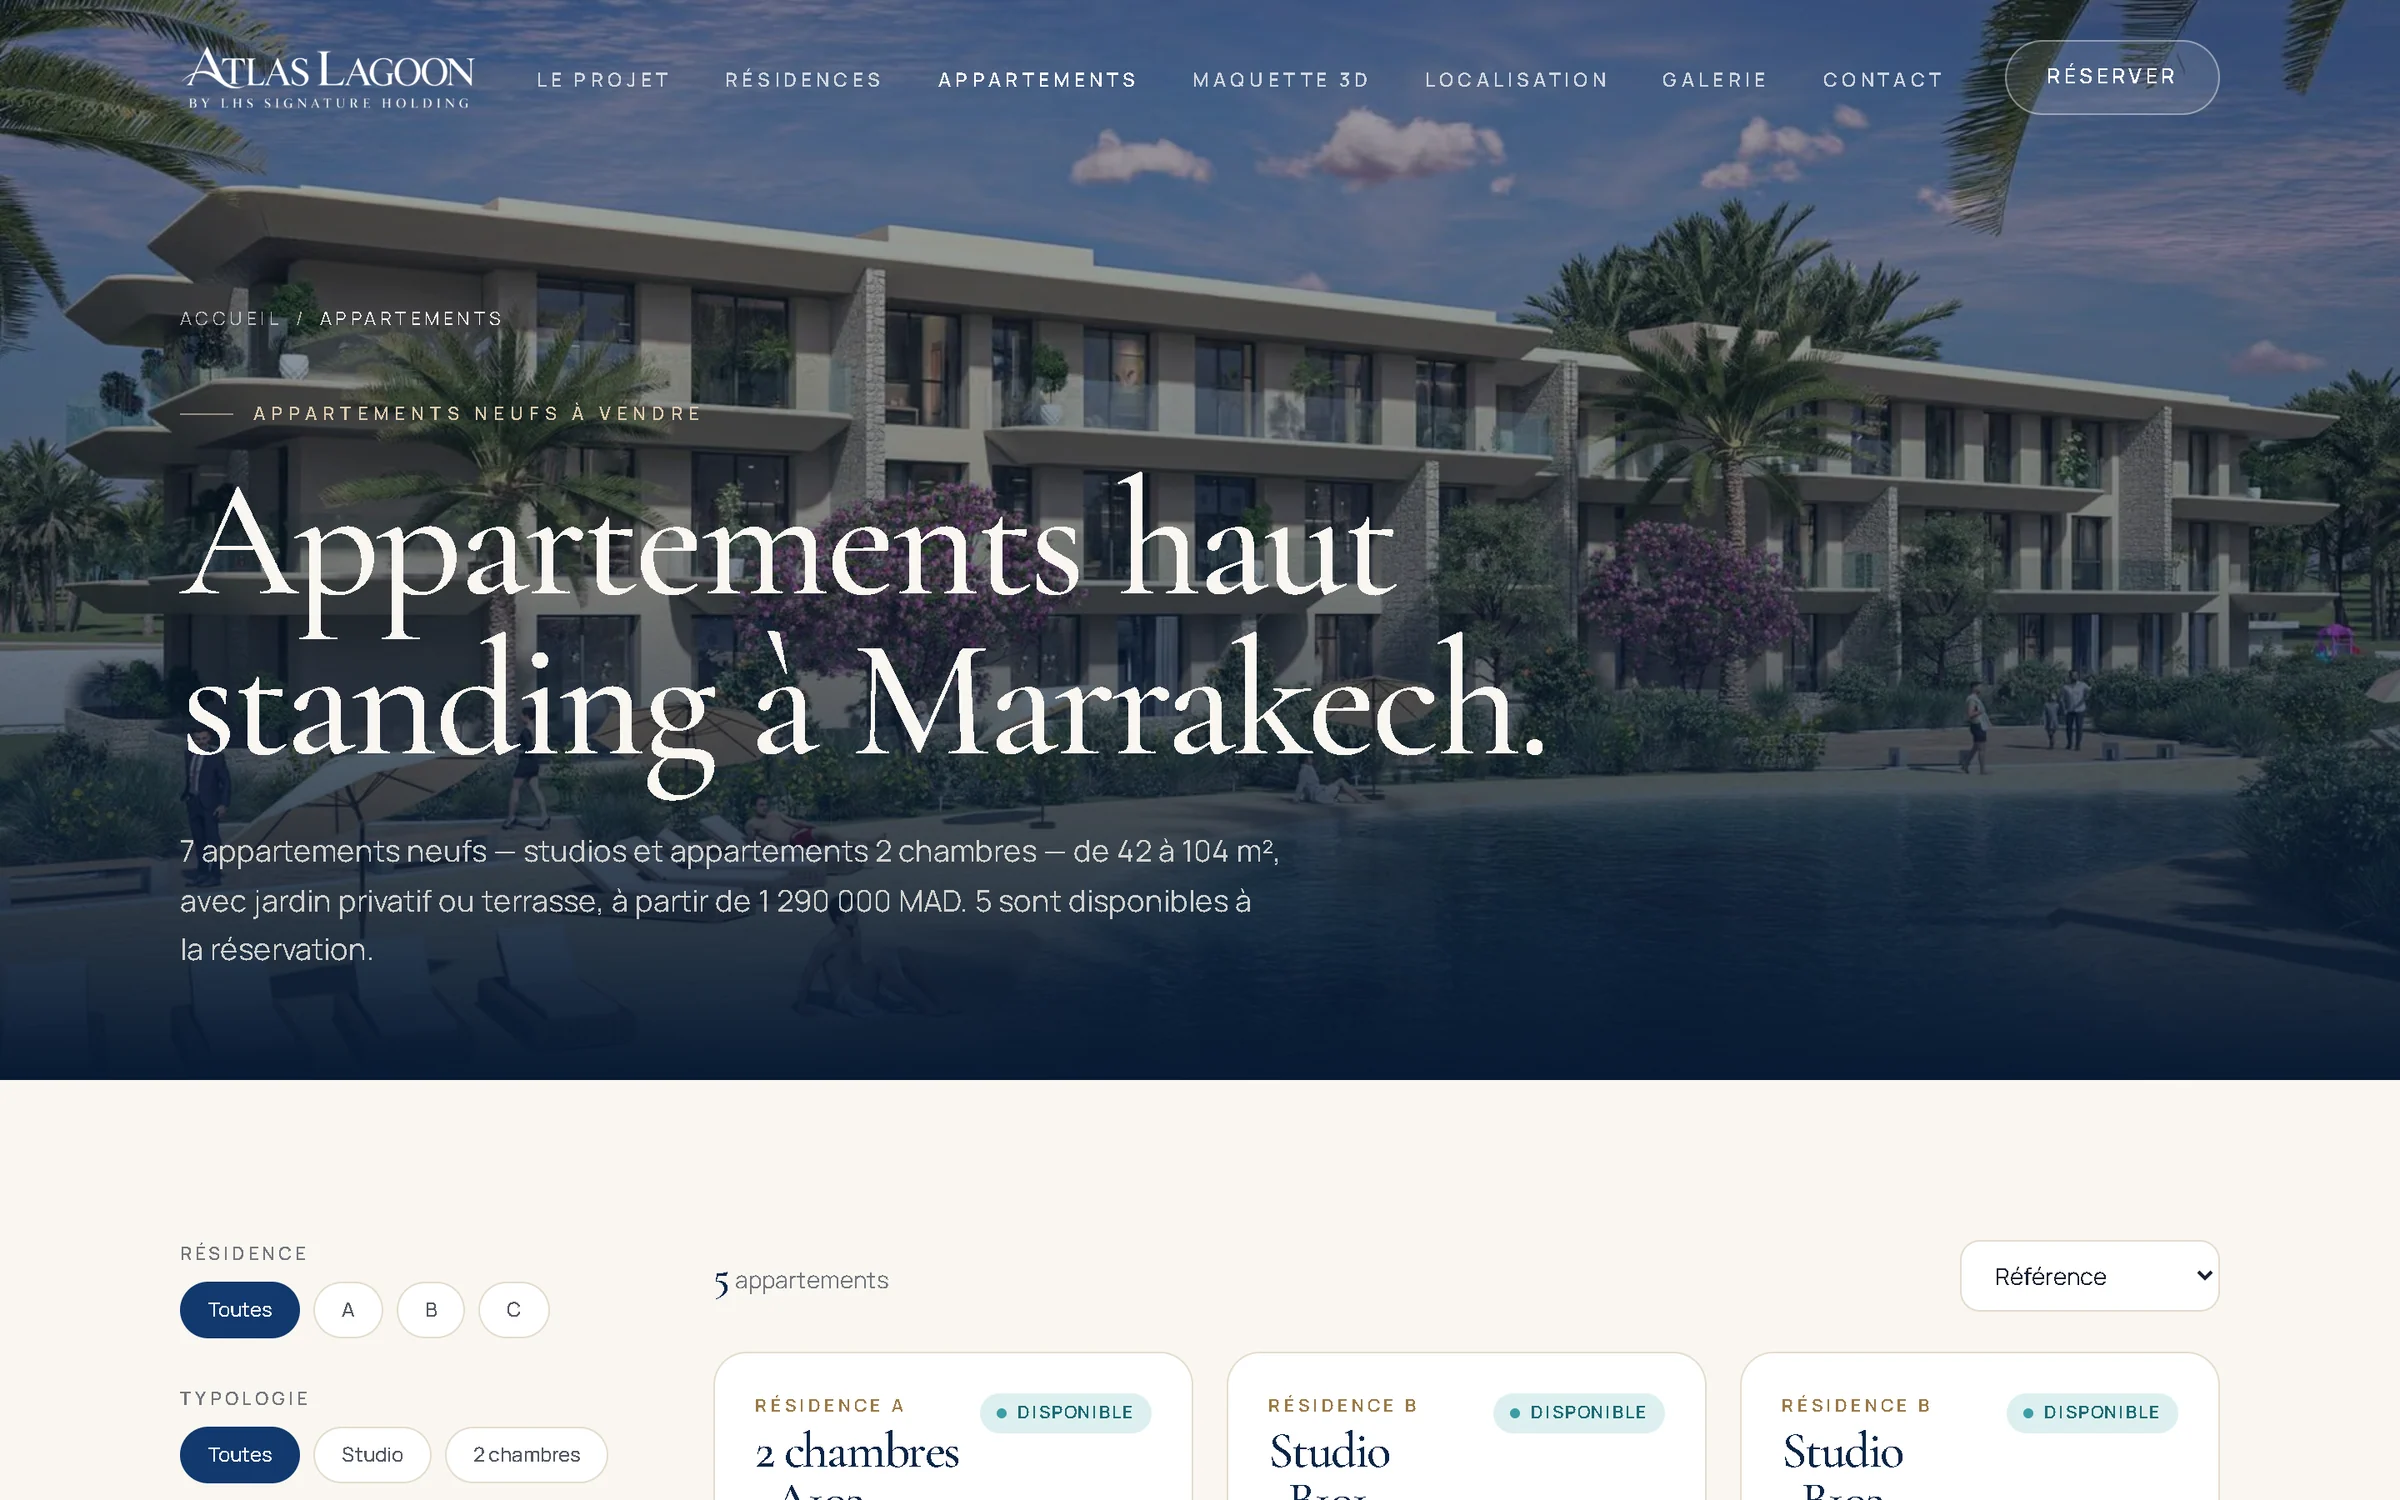 ATLAS LAGOON
BY LHS SIGNATURE HOLDING
LE PROJET
RÉSIDENCES
APPARTEMENTS
MAQUETTE 3D
LOCALISATION
GALERIE
CONTACT
RÉSERVER
ACCUEIL / APPARTEMENTS
APPARTEMENTS NEUFS À VENDRE
Appartements haut
standing à Marrakech.
7 appartements neufs — studios et appartements 2 chambres — de 42 à 104 m²,
avec jardin privatif ou terrasse, à partir de 1 290 000 MAD. 5 sont disponibles à
la réservation.
RÉSIDENCE
Toutes
A
B
C
TYPOLOGIE
Toutes
Studio
2 chambres
5 appartements
Référence
RÉSIDENCE A
DISPONIBLE
2 chambres
RÉSIDENCE B
DISPONIBLE
Studio
RÉSIDENCE B
DISPONIBLE
Studio